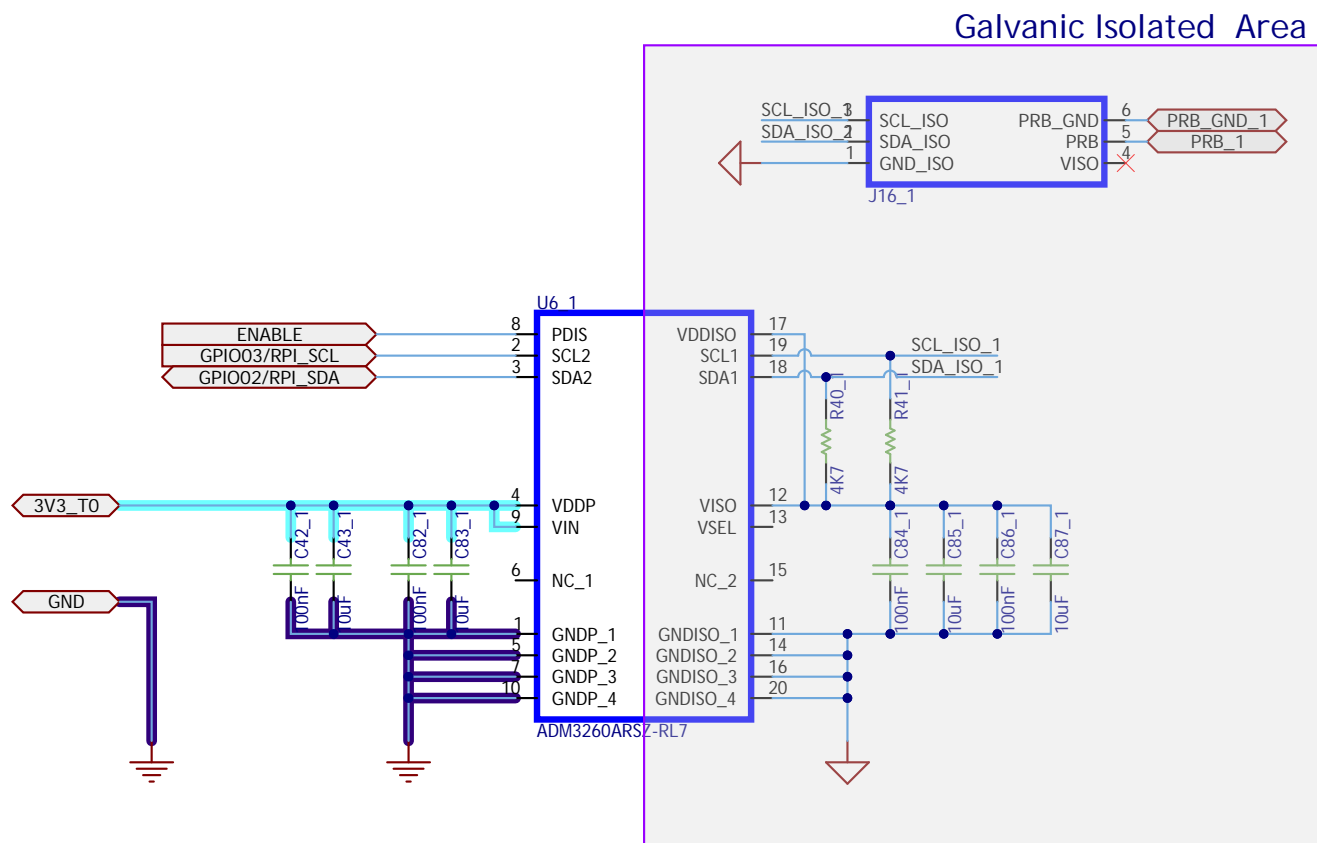 Galvanic Isolated Area
SCL_ISO_1 3 SCL_ISO PRB_GND 6 PRB_GND_1
SDA_ISO_1 2 SDA_ISO PRB 5 PRB_1
1 GND_ISO VISO 4
J16_1
U6_1
ENABLE 8 PDIS VDDISO 17
GPIO03/RPI_SCL 2 SCL2 SCL1 19 SCL_ISO_1
GPIO02/RPI_SDA 3 SDA2 SDA1 18 SDA_ISO_1
R40_1 R41_1
4K7 4K7
3V3_T0 4 VDDP VISO 12
9 VIN VSEL 13
C42_1 C43_1 C82_1 C83_1 C84_1 C85_1 C86_1 C87_1
6 NC_1 NC_2 15
100nF 10uF 100nF 10uF 100nF 10uF 100nF 10uF
GND
1 GNDP_1 GNDISO_1 11
5 GNDP_2 GNDISO_2 14
7 GNDP_3 GNDISO_3 16
10 GNDP_4 GNDISO_4 20
ADM3260ARSZ-RL7